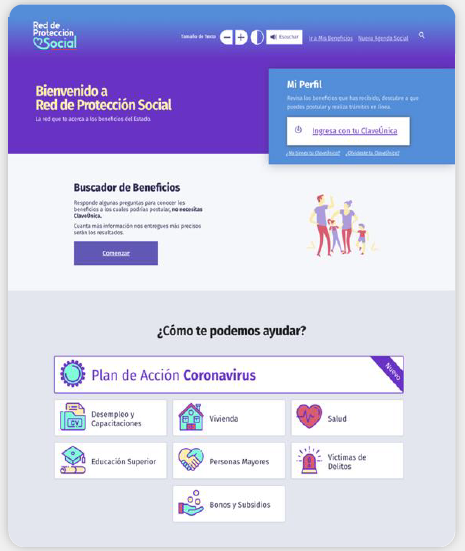 Red de
Protección
Social
Tamaño de Texto
Escuchar
Ir a Mis Beneficios
Nueva Agenda Social
Bienvenido a
Red de Protección Social
La red que te acerca a los beneficios del Estado.
Mi Perfil
Revisa los beneficios que has recibido, descubre a que
puedes postular y realiza trámites en línea.
Ingresa con tu ClaveÚnica
¿No tienes tu ClaveÚnica?
¿Olvidaste tu ClaveÚnica?
Buscador de Beneficios
Responde algunas preguntas para conocer los
beneficios a los cuales podrías postular, no necesitas
ClaveÚnica.
Cuanta más información nos entregues más precisos
serán los resultados.
Comenzar
¿Cómo te podemos ayudar?
Plan de Acción Coronavirus
Nuevo
Desempleo y
Capacitaciones
CV
Vivienda
Salud
Educación Superior
Personas Mayores
Víctimas de
Delitos
Bonos y Subsidios